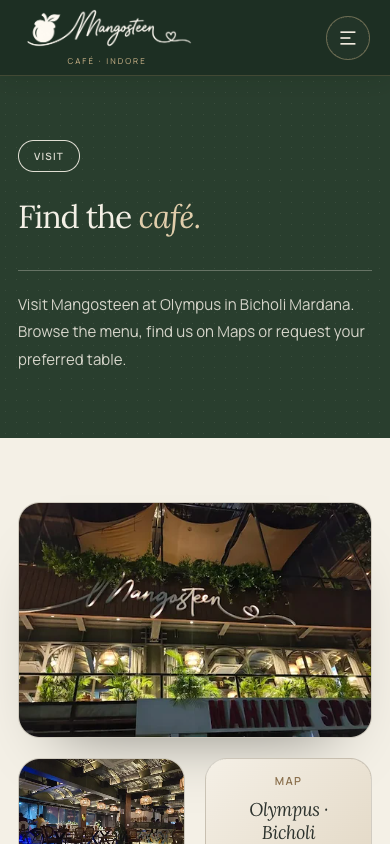 Mangosteen
CAFÉ · INDORE
VISIT
Find the café.
Visit Mangosteen at Olympus in Bicholi Mardana.
Browse the menu, find us on Maps or request your
preferred table.
Mangosteen
MAHAVIR SPO
MAP
Olympus ·
Bicholi